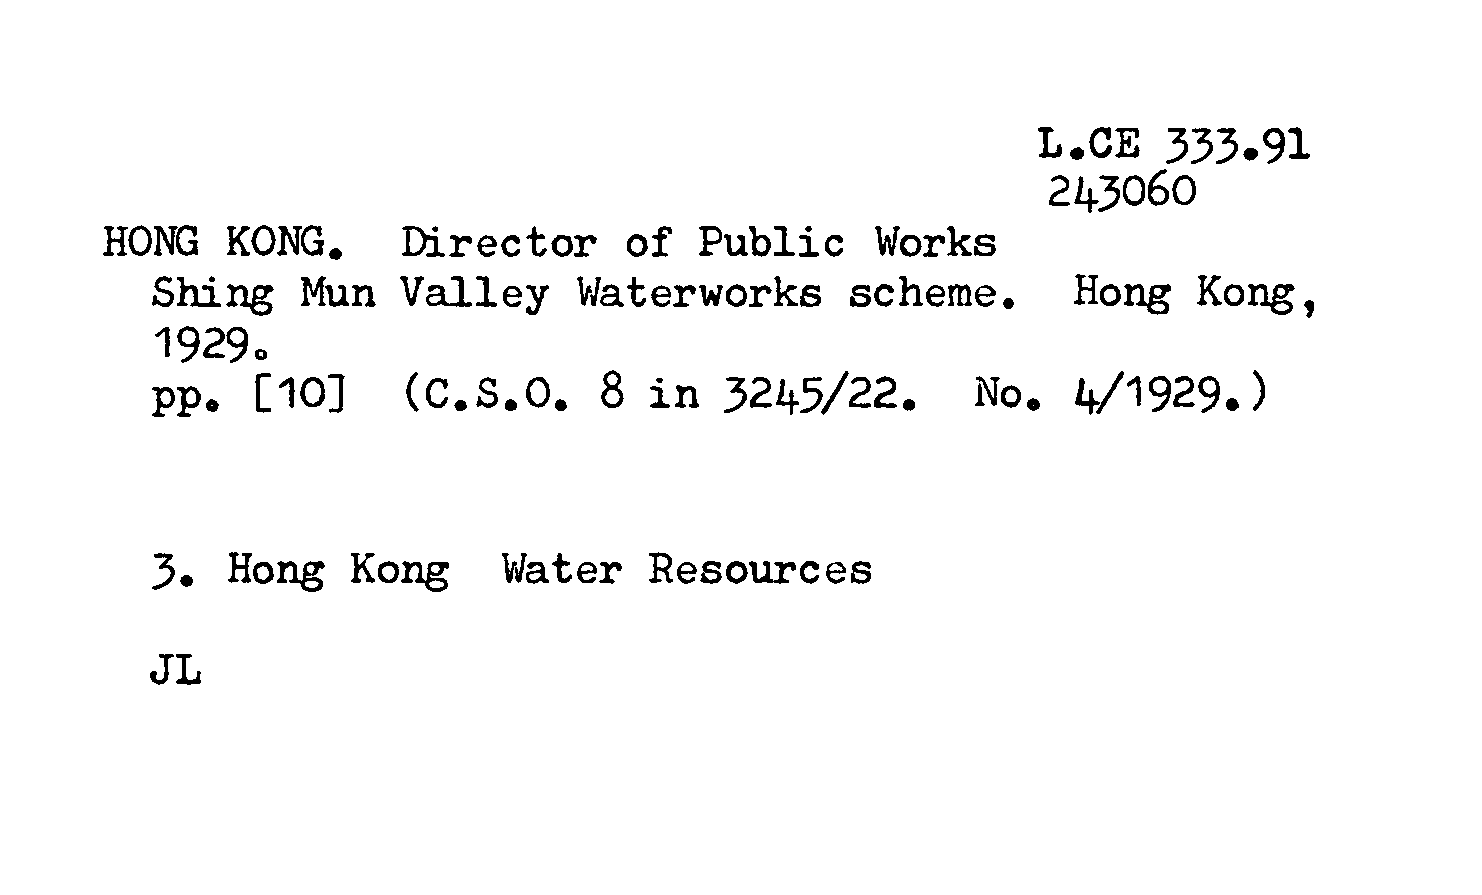 L.CE 333.91
243060
HONG KONG. Director of Public Works
Shing Mun Valley Waterworks scheme. Hong Kong,
1929.
pp. [10] (C.S.O. 8 in 3245/22. No. 4/1929.)
3. Hong Kong Water Resources
JL